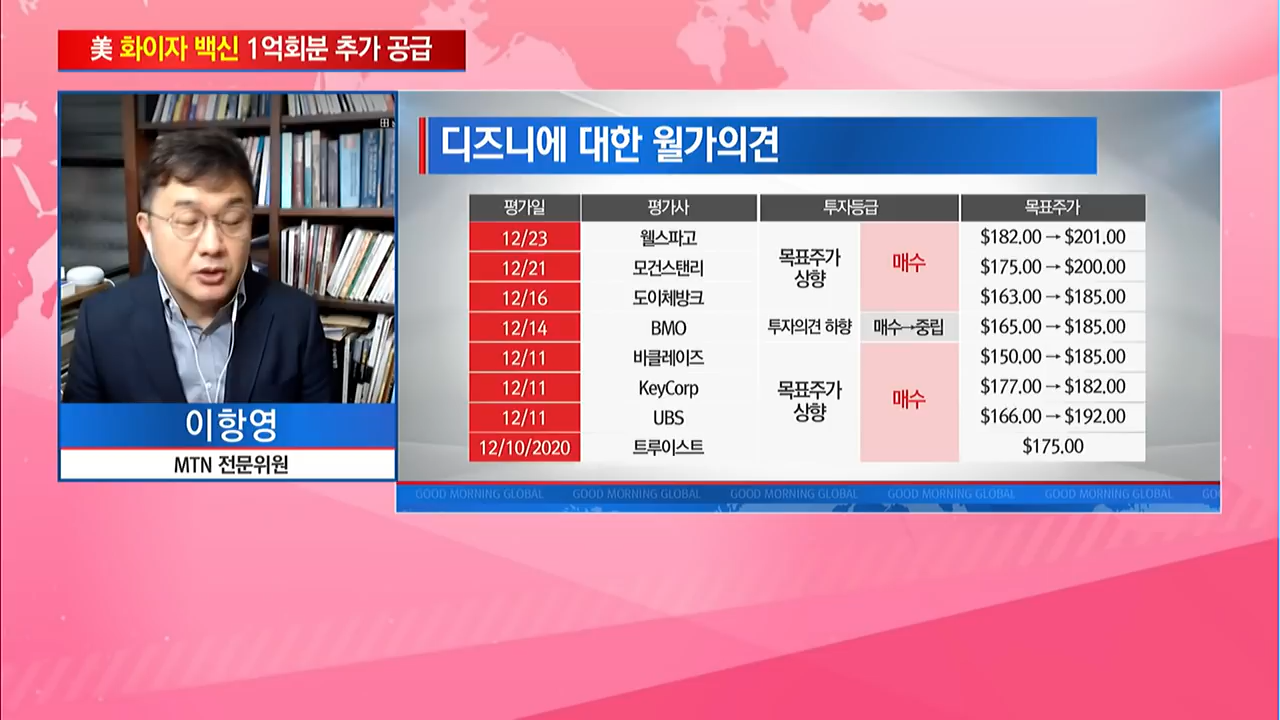 美 화이자 백신 1억회분 추가 공급
디즈니에 대한 월가의견
평가일 평가사 투자등급 목표주가
12/23 웰스파고 $182.00→$201.00
12/21 모건스탠리 목표주가 상향 매수 $175.00→$200.00
12/16 도이체방크 $163.00→$185.00
12/14 BMO 투자의견 하향 매수→중립 $165.00→$185.00
12/11 바클레이즈 $150.00→$185.00
12/11 KeyCorp 목표주가 상향 매수 $177.00→$182.00
12/11 UBS $166.00→$192.00
12/10/2020 트루이스트 $175.00
이항영
MTN 전문위원
GOOD MORNING GLOBAL GOOD MORNING GLOBAL GOOD MORNING GLOBAL GOOD MORNING GLOBAL GOOD MORNING GLOBAL GO